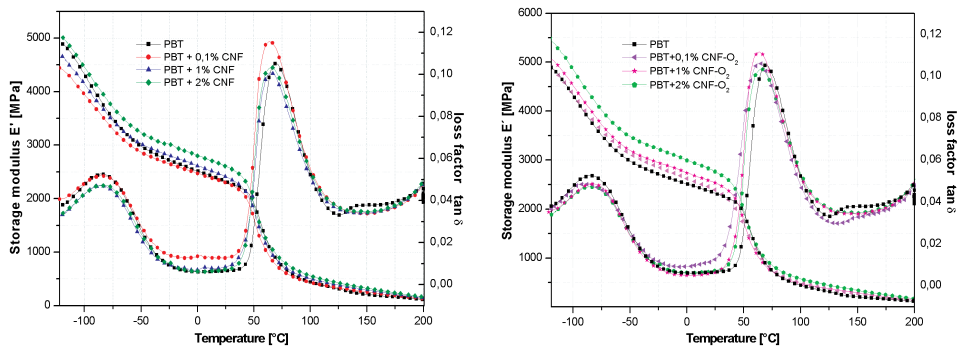 Storage modulus E' [MPa]
5000
4000
3000
2000
1000
0
PBT
PBT + 0,1% CNF
PBT + 1% CNF
PBT + 2% CNF
0,12
0,10
0,08
0,06
0,04
0,02
0,00
loss factor tan δ
-100 -50 0 50 100 150 200
Temperature [°C]
Storage modulus E' [MPa]
6000
5000
4000
3000
2000
1000
0
PBT
PBT+0,1% CNF-O₂
PBT+1% CNF-O₂
PBT+2% CNF-O₂
0,12
0,10
0,08
0,06
0,04
0,02
0,00
loss factor tan δ
-100 -50 0 50 100 150 200
Temperature [°C]